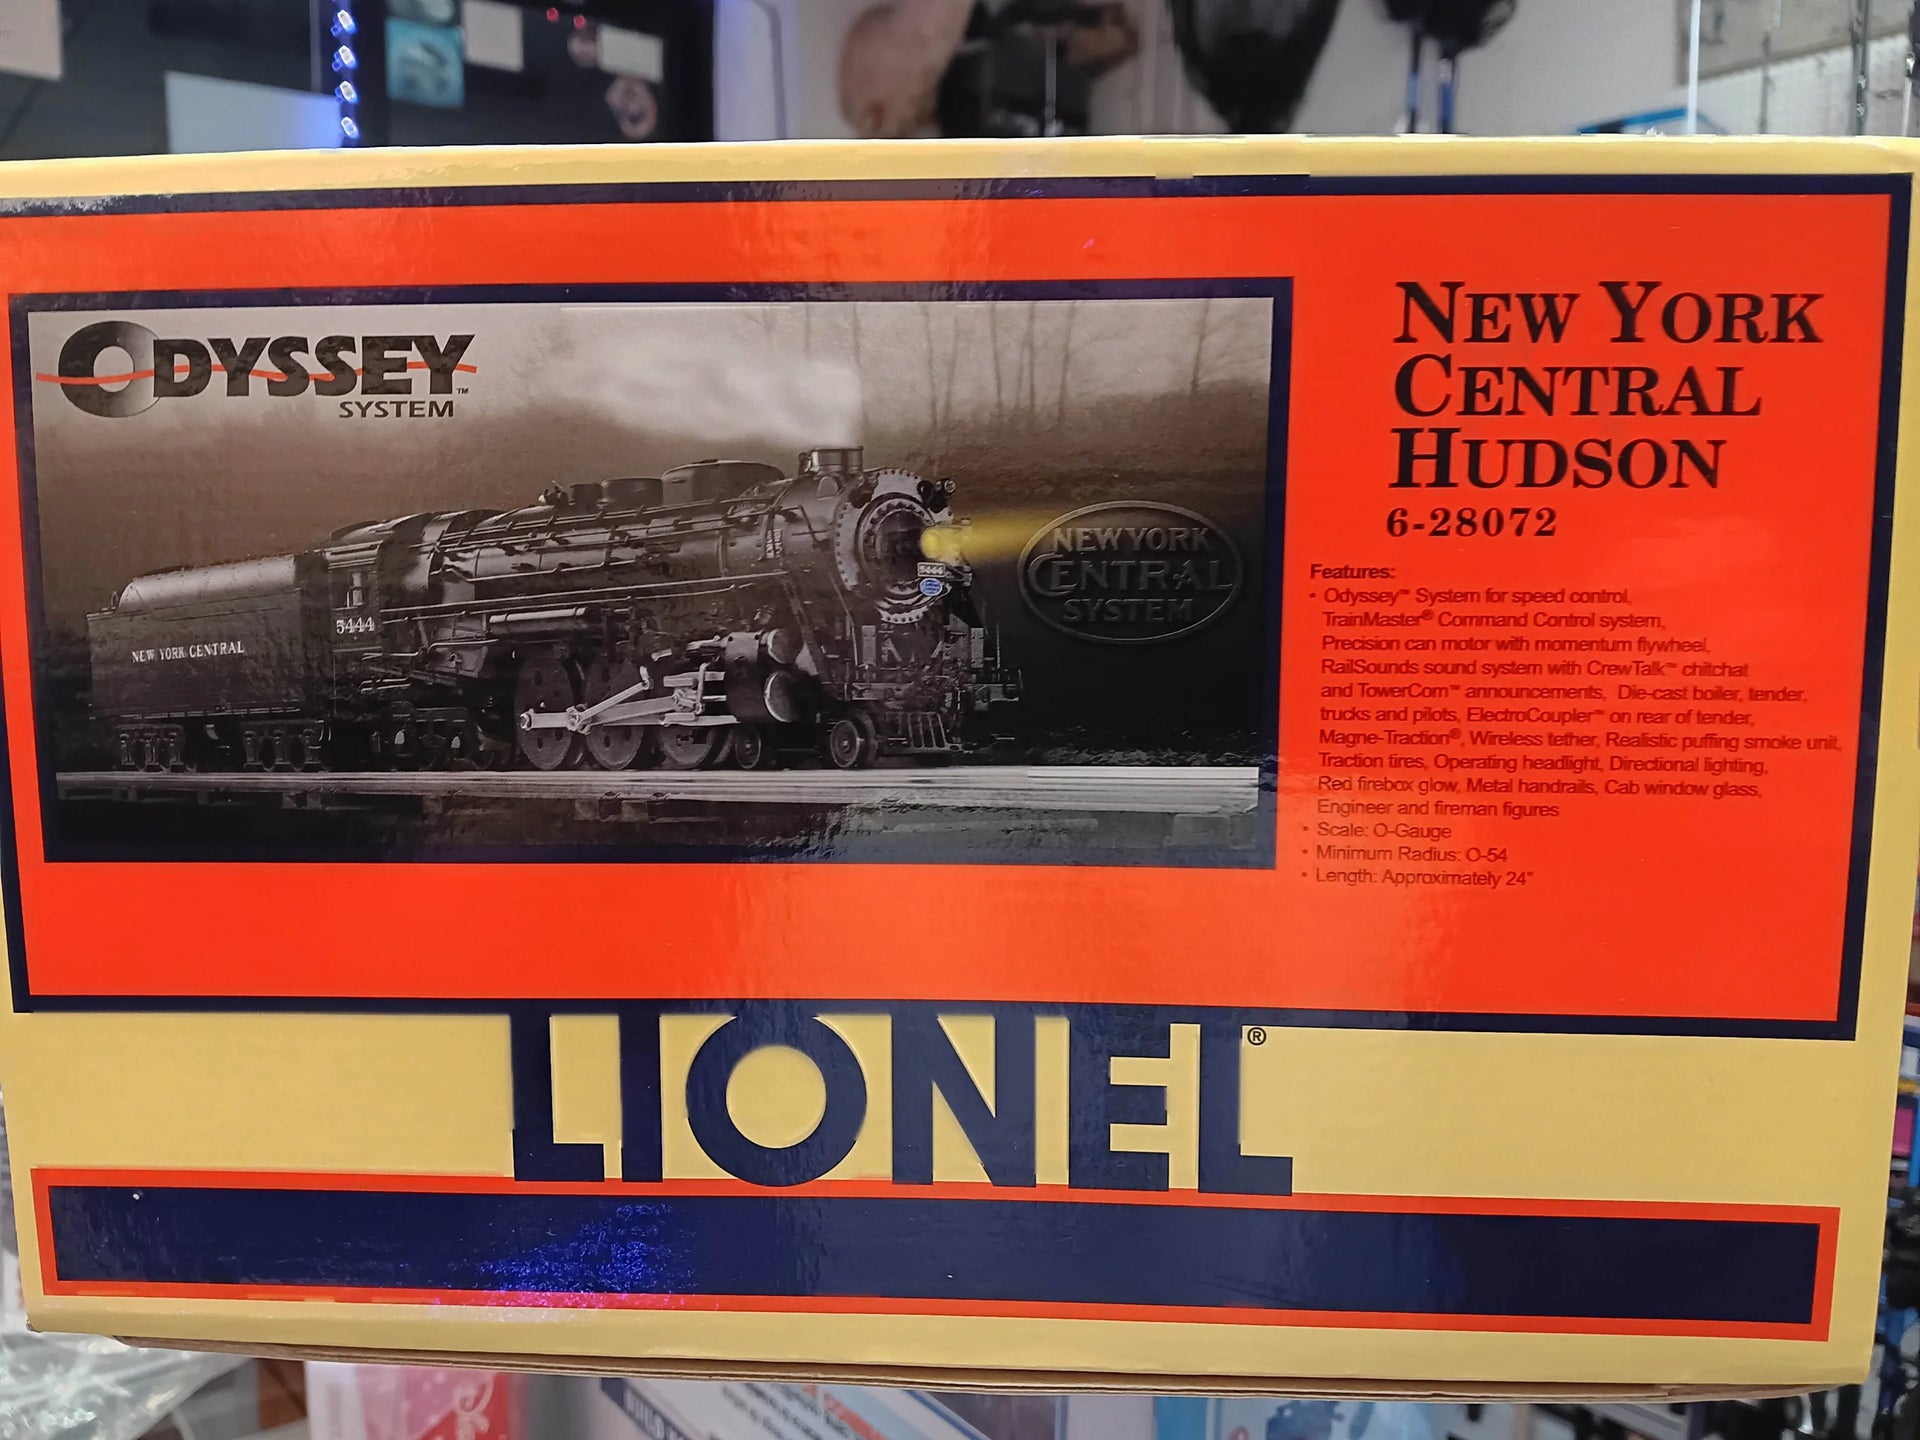 ODYSSEY™
SYSTEM
NEW YORK CENTRAL
5444
5444
NEW YORK
CENTRAL
SYSTEM
NEW YORK
CENTRAL
HUDSON
6-28072
Features:
• Odyssey™ System for speed control,
TrainMaster® Command Control system,
Precision can motor with momentum flywheel,
RailSounds sound system with CrewTalk™ chitchat
and TowerCom™ announcements, Die-cast boiler, tender,
trucks and pilots, ElectroCoupler™ on rear of tender,
Magne-Traction®, Wireless tether, Realistic puffing smoke unit,
Traction tires, Operating headlight, Directional lighting,
Red firebox glow, Metal handrails, Cab window glass,
Engineer and fireman figures
• Scale: O-Gauge
• Minimum Radius: O-54
• Length: Approximately 24"
LIONEL®